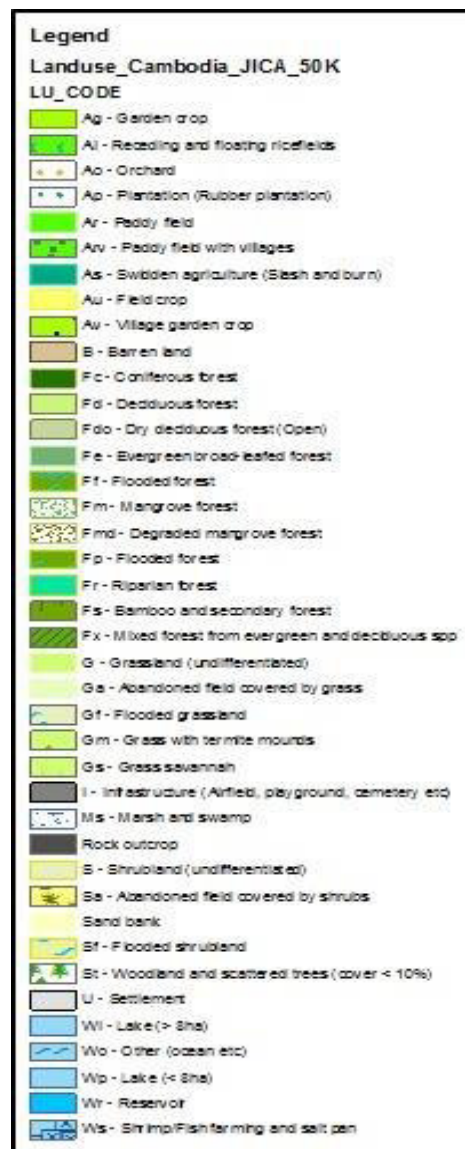 Legend
Landuse_Cambodia_JICA_50K
LU_CODE
Ag - Garden crop
Al - Receding and floating ricefields
Ao - Orchard
Ap - Plantation (Rubber plantation)
Ar - Paddy field
Arv - Paddy field with villages
As - Swidden agriculture (Slash and burn)
Au - Field crop
Av - Village garden crop
B - Barren land
Fc - Coniferous forest
Fd - Deciduous forest
Fdo - Dry deciduous forest (Open)
Fe - Evergreen broad-leafed forest
Ff - Flooded forest
Fm - Mangrove forest
Fmd - Degraded mangrove forest
Fp - Flooded forest
Fr - Riparian forest
Fs - Bamboo and secondary forest
Fx - Mixed forest from evergreen and deciduous spp
G - Grassland (undifferentiated)
Ga - Abandoned field covered by grass
Gf - Flooded grassland
Gm - Grass with termite mounds
Gs - Grass savannah
I - Infrastructure (Airfield, playground, cemetery etc)
Ms - Marsh and swamp
Rock outcrop
S - Shrubland (undifferentiated)
Sa - Abandoned field covered by shrubs
Sand bank
Sf - Flooded shrubland
St - Woodland and scattered trees (cover < 10%)
U - Settlement
Wl - Lake (> 8ha)
Wo - Other (ocean etc)
Wp - Lake (< 8ha)
Wr - Reservoir
Ws - Shrimp/Fish farming and salt pan